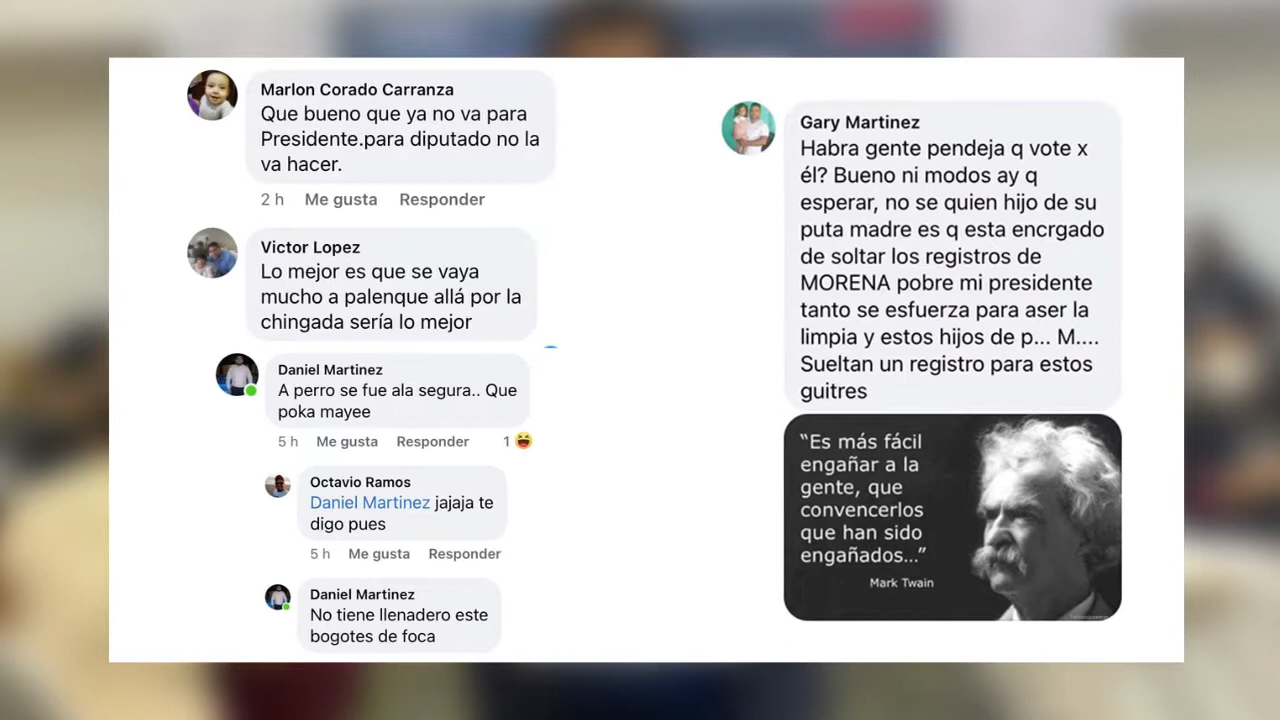 Marlon Corado Carranza
Que bueno que ya no va para
Presidente.para diputado no la
va hacer.
2 h Me gusta Responder
Victor Lopez
Lo mejor es que se vaya
mucho a palenque allá por la
chingada sería lo mejor
Daniel Martinez
A perro se fue ala segura.. Que
poka mayee
5 h Me gusta Responder 1 😆
Octavio Ramos
Daniel Martinez jajaja te
digo pues
5 h Me gusta Responder
Daniel Martinez
No tiene llenadero este
bogotes de foca
Gary Martinez
Habra gente pendeja q vote x
él? Bueno ni modos ay q
esperar, no se quien hijo de su
puta madre es q esta encrgado
de soltar los registros de
MORENA pobre mi presidente
tanto se esfuerza para aser la
limpia y estos hijos de p... M....
Sueltan un registro para estos
guitres
“Es más fácil
engañar a la
gente, que
convencerlos
que han sido
engañados...”
Mark Twain